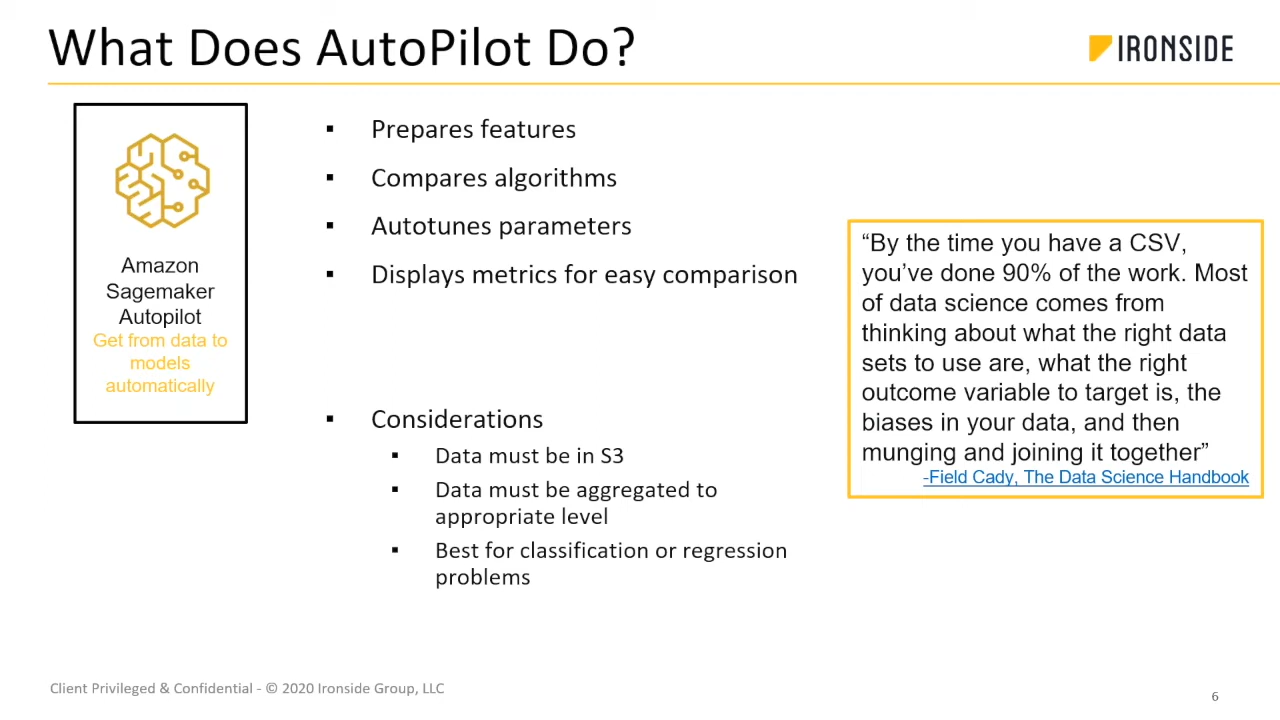 What Does AutoPilot Do?
IRONSIDE
Amazon
Sagemaker
Autopilot
Get from data to
models
automatically
▪ Prepares features
▪ Compares algorithms
▪ Autotunes parameters
▪ Displays metrics for easy comparison
▪ Considerations
▪ Data must be in S3
▪ Data must be aggregated to
appropriate level
▪ Best for classification or regression
problems
“By the time you have a CSV,
you’ve done 90% of the work. Most
of data science comes from
thinking about what the right data
sets to use are, what the right
outcome variable to target is, the
biases in your data, and then
munging and joining it together”
-Field Cady, The Data Science Handbook
Client Privileged & Confidential - © 2020 Ironside Group, LLC
6